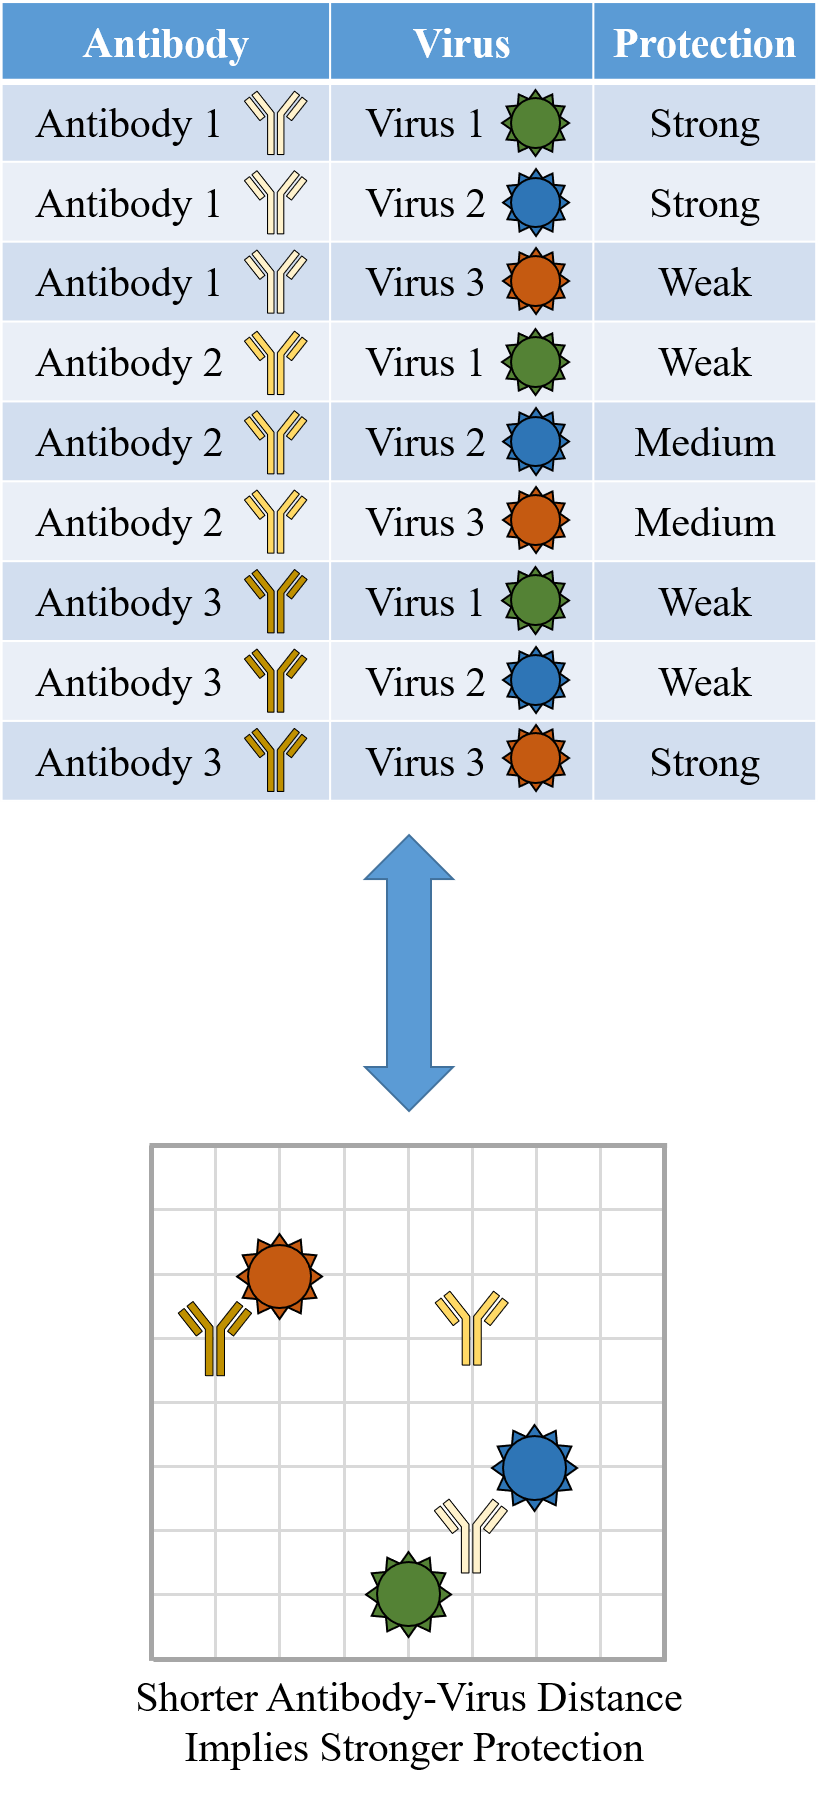 Antibody Virus Protection
Antibody 1 Virus 1 Strong
Antibody 1 Virus 2 Strong
Antibody 1 Virus 3 Weak
Antibody 2 Virus 1 Weak
Antibody 2 Virus 2 Medium
Antibody 2 Virus 3 Medium
Antibody 3 Virus 1 Weak
Antibody 3 Virus 2 Weak
Antibody 3 Virus 3 Strong
Shorter Antibody-Virus Distance
Implies Stronger Protection